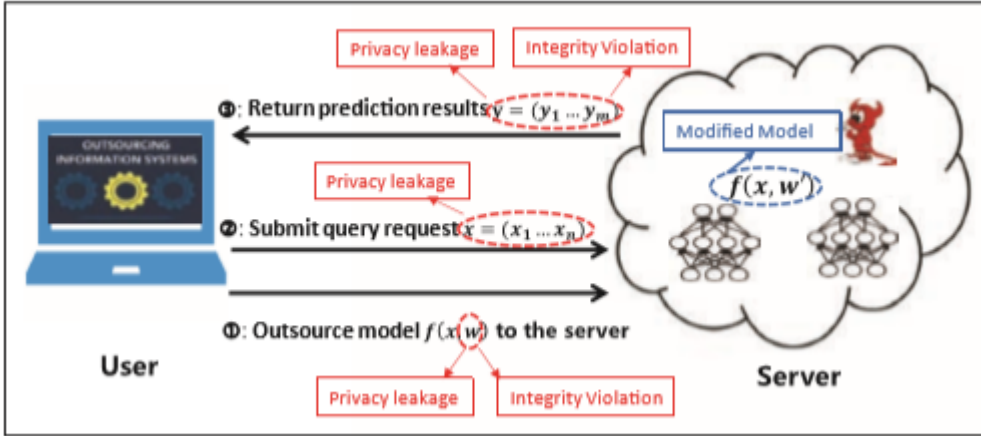 Privacy leakage
Integrity Violation
③: Return prediction results y = (y₁ ... yₘ)
OUTSOURCING
INFORMATION SYSTEMS
Modified Model
f(x, w')
Privacy leakage
②: Submit query request x = (x₁ ... xₙ)
①: Outsource model f(x, w) to the server
User
Server
Privacy leakage
Integrity Violation